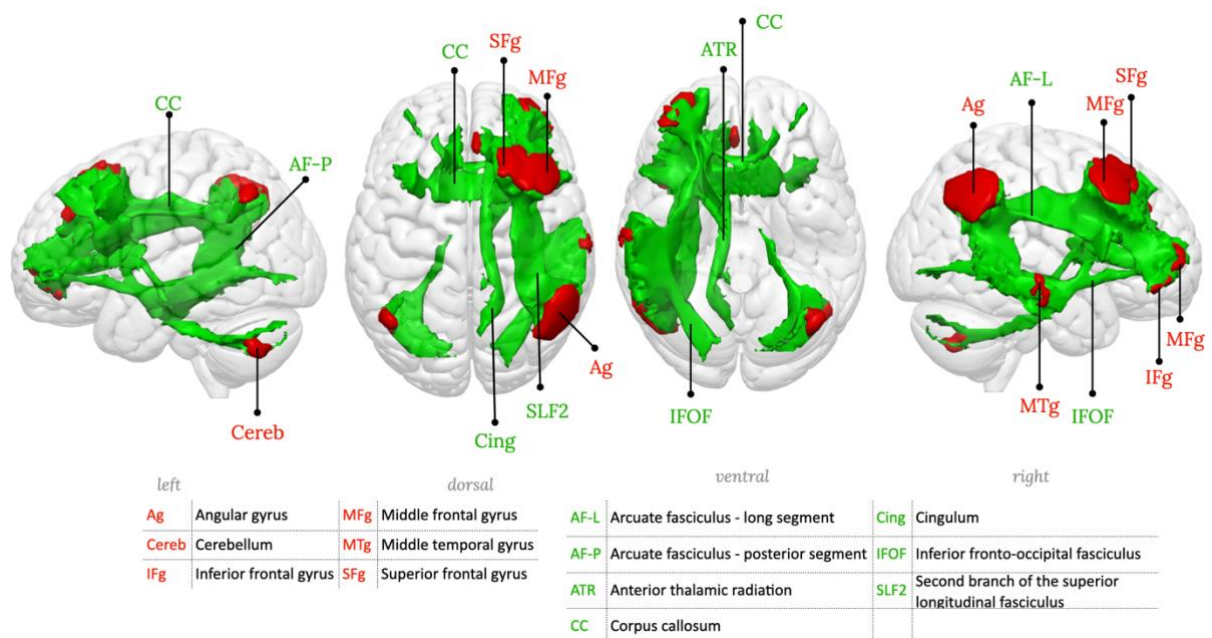 CC
AF-P
Cereb
CC
SFg
MFg
Ag
SLF2
Cing
ATR
CC
IFOF
Ag
AF-L
MFg
SFg
MFg
IFg
MTg
IFOF
left
dorsal
ventral
right
Ag Angular gyrus MFg Middle frontal gyrus
Cereb Cerebellum MTg Middle temporal gyrus
IFg Inferior frontal gyrus SFg Superior frontal gyrus
AF-L Arcuate fasciculus - long segment Cing Cingulum
AF-P Arcuate fasciculus - posterior segment IFOF Inferior fronto-occipital fasciculus
ATR Anterior thalamic radiation SLF2 Second branch of the superior
longitudinal fasciculus
CC Corpus callosum